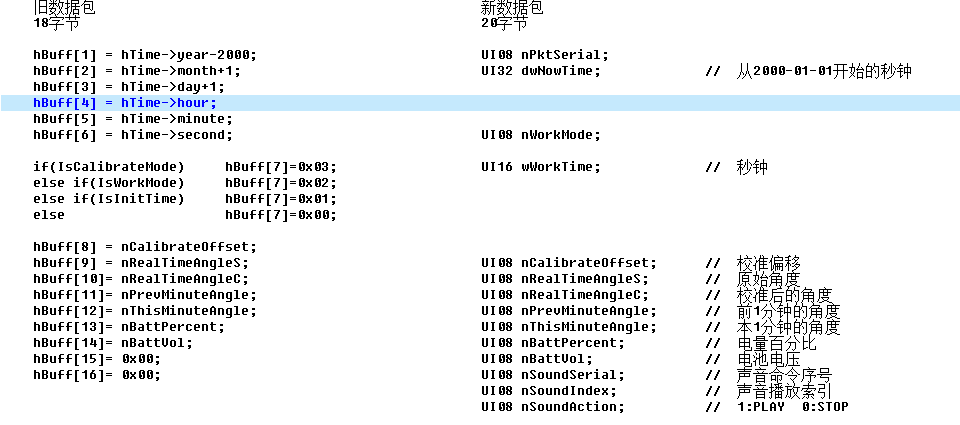 旧数据包 新数据包
18字节 20字节
hBuff[1] = hTime->year-2000; UI08 nPktSerial;
hBuff[2] = hTime->month+1; UI32 dwNowTime; // 从2000-01-01开始的秒钟
hBuff[3] = hTime->day+1;
hBuff[4] = hTime->hour;
hBuff[5] = hTime->minute;
hBuff[6] = hTime->second; UI08 nWorkMode;
if(IsCalibrateMode) hBuff[7]=0x03; UI16 wWorkTime; // 秒钟
else if(IsWorkMode) hBuff[7]=0x02;
else if(IsInitTime) hBuff[7]=0x01;
else hBuff[7]=0x00;
hBuff[8] = nCalibrateOffset;
hBuff[9] = nRealTimeAngleS; UI08 nCalibrateOffset; // 校准偏移
hBuff[10]= nRealTimeAngleC; UI08 nRealTimeAngleS; // 原始角度
hBuff[11]= nPrevMinuteAngle; UI08 nRealTimeAngleC; // 校准后的角度
hBuff[12]= nThisMinuteAngle; UI08 nPrevMinuteAngle; // 前1分钟的角度
hBuff[13]= nBattPercent; UI08 nThisMinuteAngle; // 本1分钟的角度
hBuff[14]= nBattVol; UI08 nBattPercent; // 电量百分比
hBuff[15]= 0x00; UI08 nBattVol; // 电池电压
hBuff[16]= 0x00; UI08 nSoundSerial; // 声音命令序号
UI08 nSoundIndex; // 声音播放索引
UI08 nSoundAction; // 1:PLAY 0:STOP